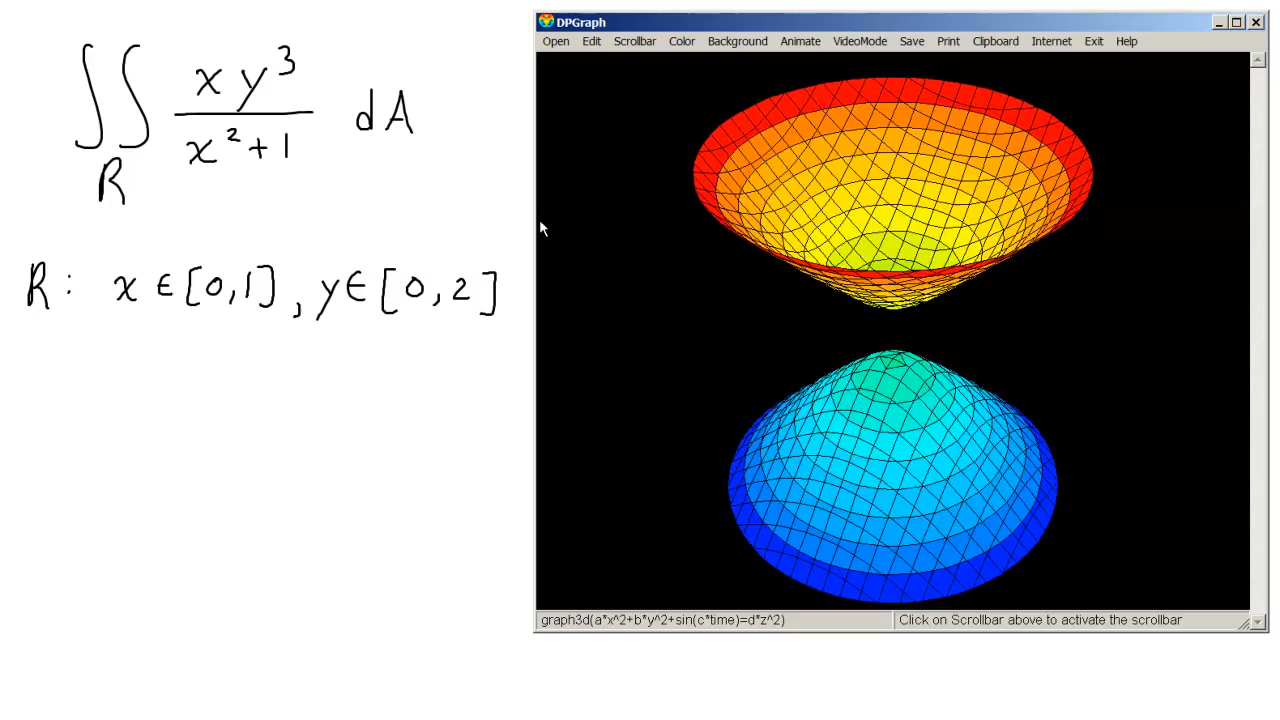 ∬_R xy³/(x²+1) dA
R: x ∈ [0,1], y ∈ [0,2]
DPGraph
Open Edit Scrollbar Color Background Animate VideoMode Save Print Clipboard Internet Exit Help
graph3d(a*x^2+b*y^2+sin(c*time)=d*z^2) Click on Scrollbar above to activate the scrollbar